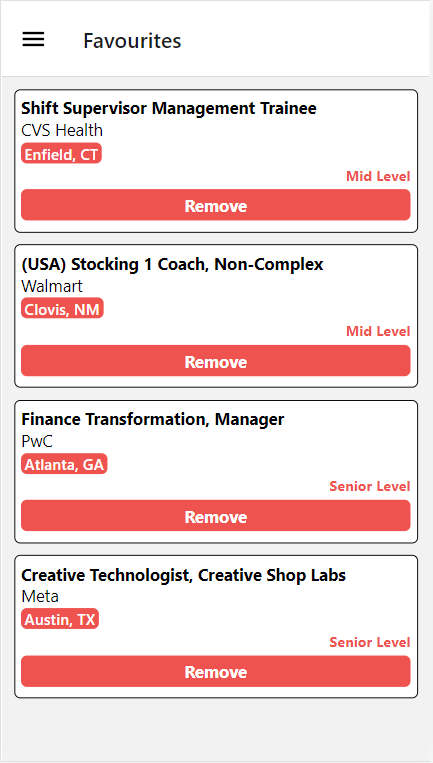 Favourites
Shift Supervisor Management Trainee
CVS Health
Enfield, CT
Mid Level
Remove
(USA) Stocking 1 Coach, Non-Complex
Walmart
Clovis, NM
Mid Level
Remove
Finance Transformation, Manager
PwC
Atlanta, GA
Senior Level
Remove
Creative Technologist, Creative Shop Labs
Meta
Austin, TX
Senior Level
Remove